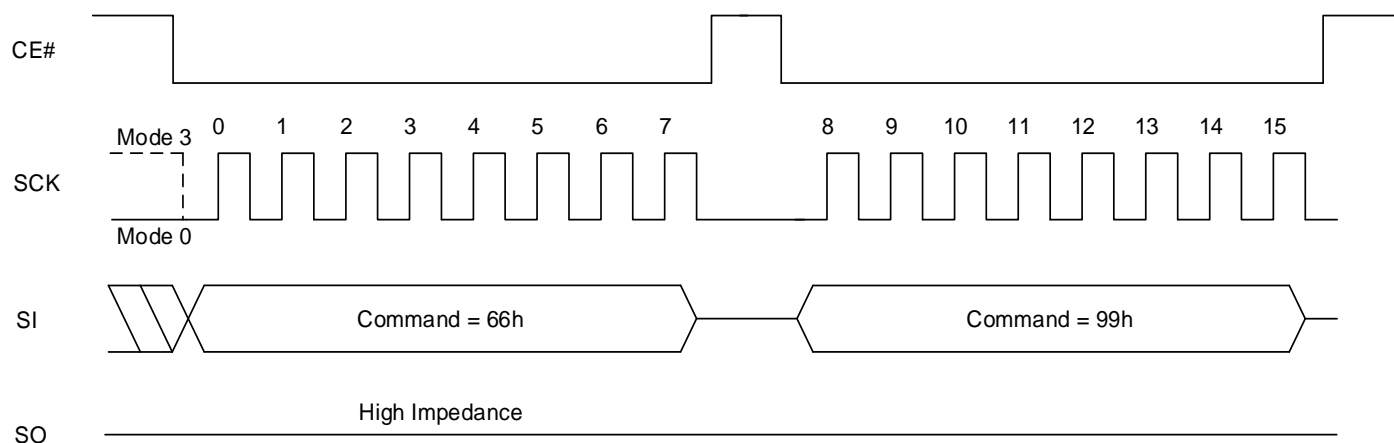 CE#
Mode 3 0 1 2 3 4 5 6 7 8 9 10 11 12 13 14 15
SCK
Mode 0
SI Command = 66h Command = 99h
High Impedance
SO